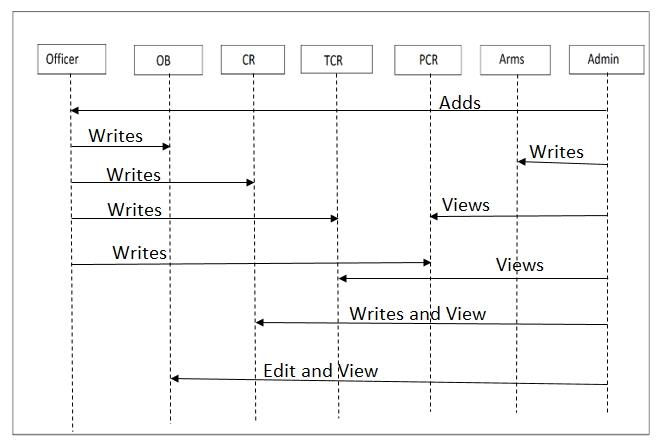 Officer OB CR TCR PCR Arms Admin
Adds
Writes
Writes
Writes
Writes
Views
Writes
Views
Writes and View
Edit and View